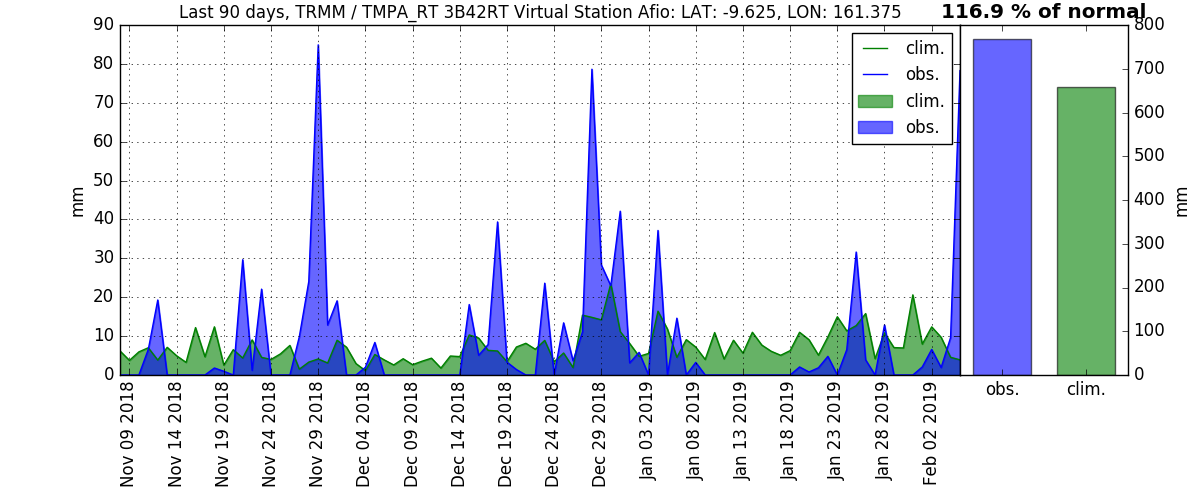 Last 90 days, TRMM / TMPA_RT 3B42RT Virtual Station Afio: LAT: -9.625, LON: 161.375
116.9 % of normal
mm
90
80
70
60
50
40
30
20
10
0
clim.
obs.
clim.
obs.
Nov 09 2018
Nov 14 2018
Nov 19 2018
Nov 24 2018
Nov 29 2018
Dec 04 2018
Dec 09 2018
Dec 14 2018
Dec 19 2018
Dec 24 2018
Dec 29 2018
Jan 03 2019
Jan 08 2019
Jan 13 2019
Jan 18 2019
Jan 23 2019
Jan 28 2019
Feb 02 2019
obs.
clim.
800
700
600
500
400
300
200
100
0
mm